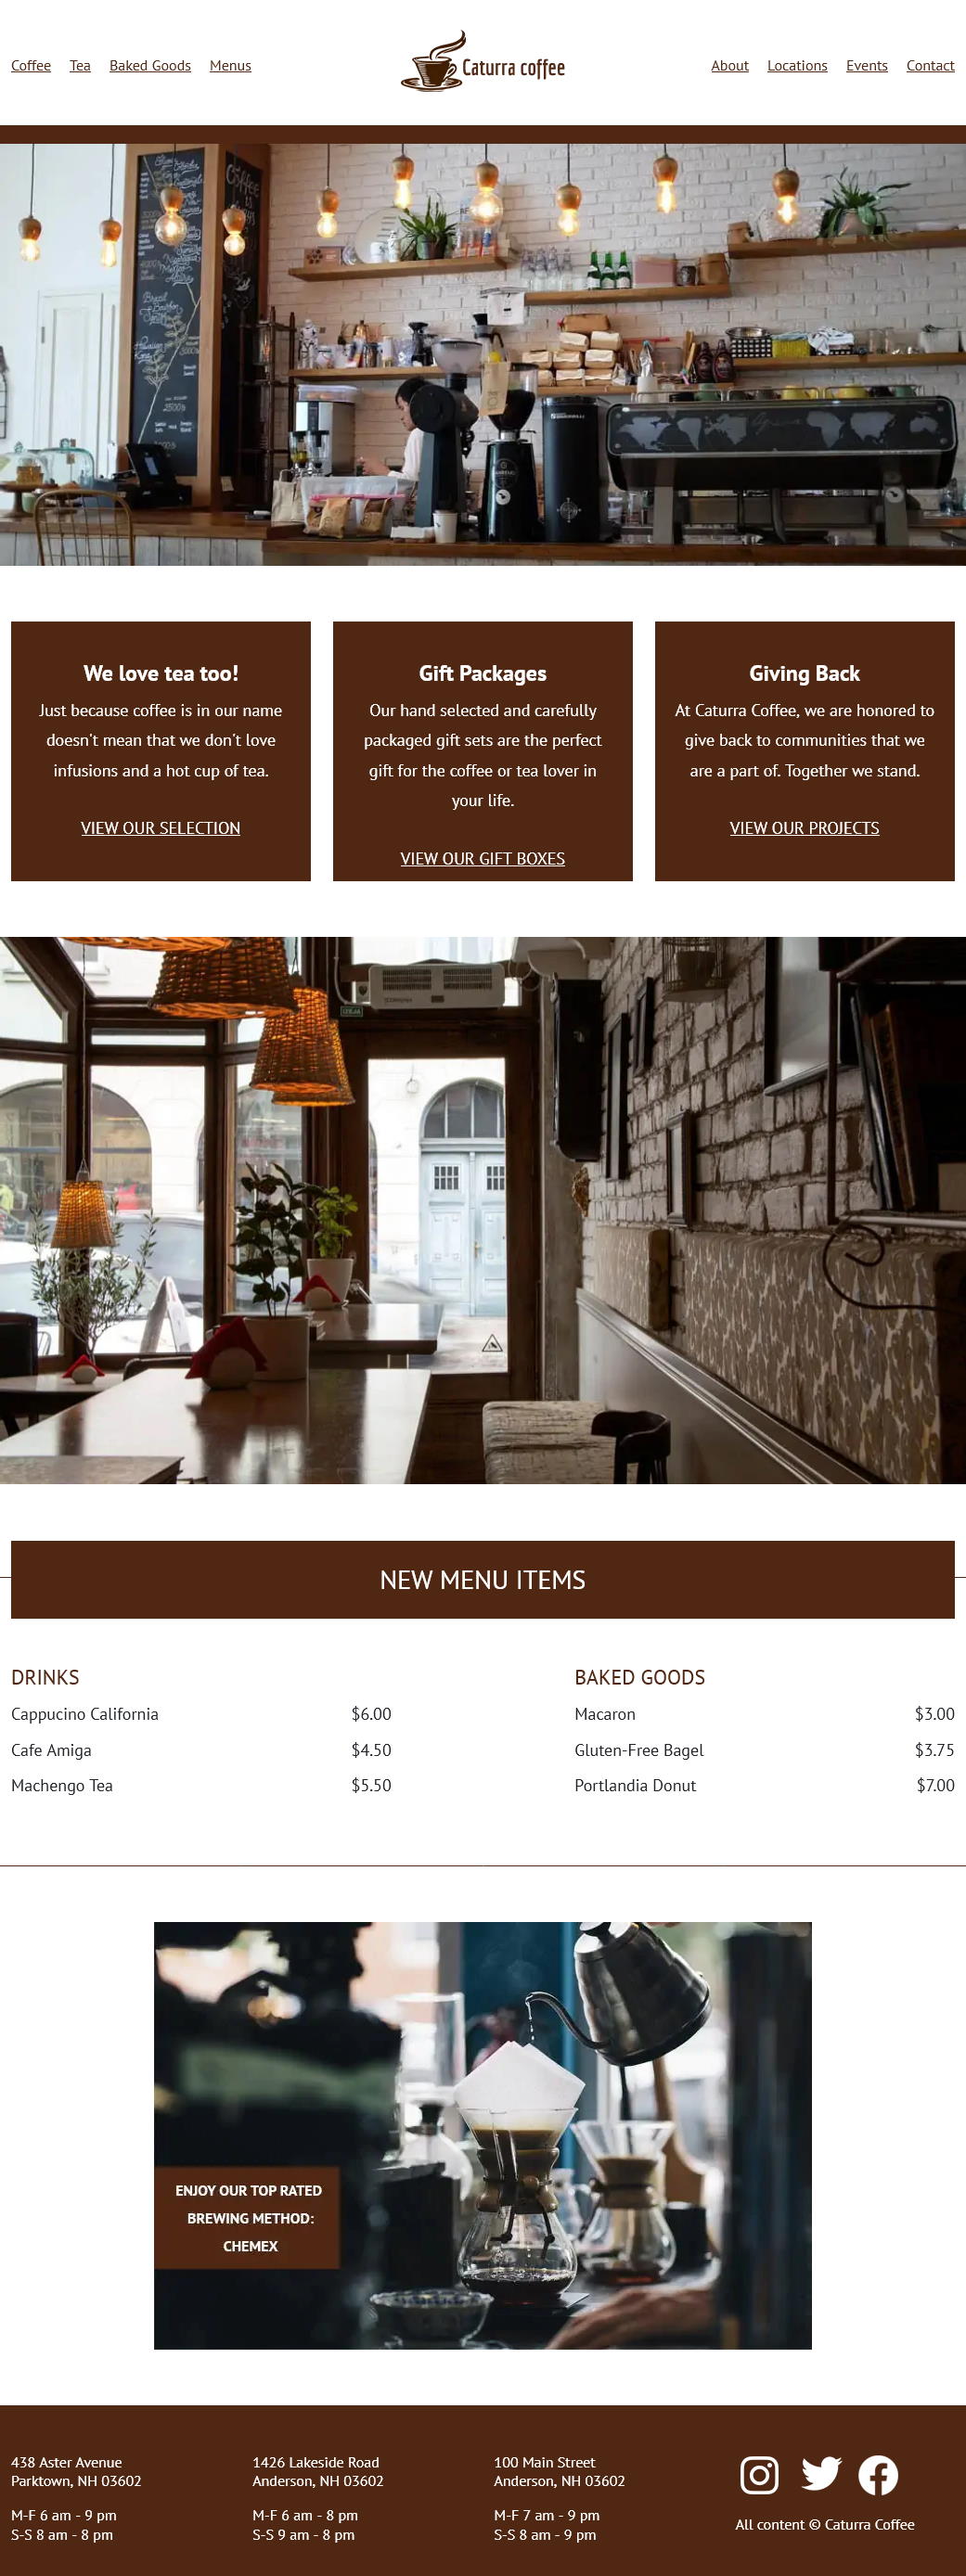 Coffee Tea Baked Goods Menus
Caturra coffee
About Locations Events Contact
Coffee
We love tea too!
Just because coffee is in our name
doesn't mean that we don't love
infusions and a hot cup of tea.
VIEW OUR SELECTION
Gift Packages
Our hand selected and carefully
packaged gift sets are the perfect
gift for the coffee or tea lover in
your life.
VIEW OUR GIFT BOXES
Giving Back
At Caturra Coffee, we are honored to
give back to communities that we
are a part of. Together we stand.
VIEW OUR PROJECTS
NEW MENU ITEMS
DRINKS
Cappucino California $6.00
Cafe Amiga $4.50
Machengo Tea $5.50
BAKED GOODS
Macaron $3.00
Gluten-Free Bagel $3.75
Portlandia Donut $7.00
ENJOY OUR TOP RATED
BREWING METHOD:
CHEMEX
438 Aster Avenue
Parktown, NH 03602
M-F 6 am - 9 pm
S-S 8 am - 8 pm
1426 Lakeside Road
Anderson, NH 03602
M-F 6 am - 8 pm
S-S 9 am - 8 pm
100 Main Street
Anderson, NH 03602
M-F 7 am - 9 pm
S-S 8 am - 9 pm
All content © Caturra Coffee